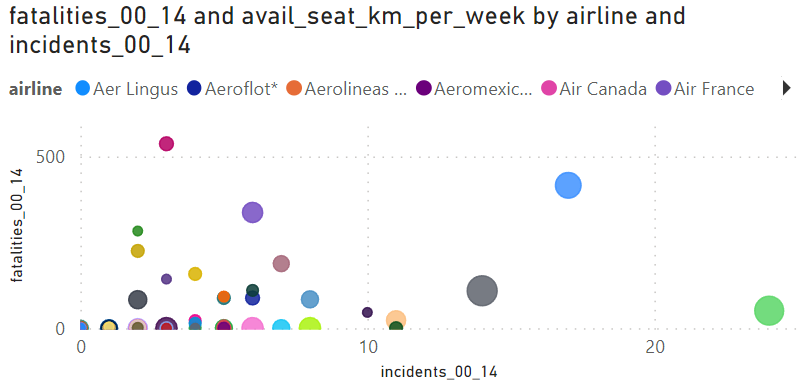 fatalities_00_14 and avail_seat_km_per_week by airline and
incidents_00_14
airline Aer Lingus Aeroflot* Aerolineas ... Aeromexic... Air Canada Air France
500
fatalities_00_14
0
0 10 20
incidents_00_14